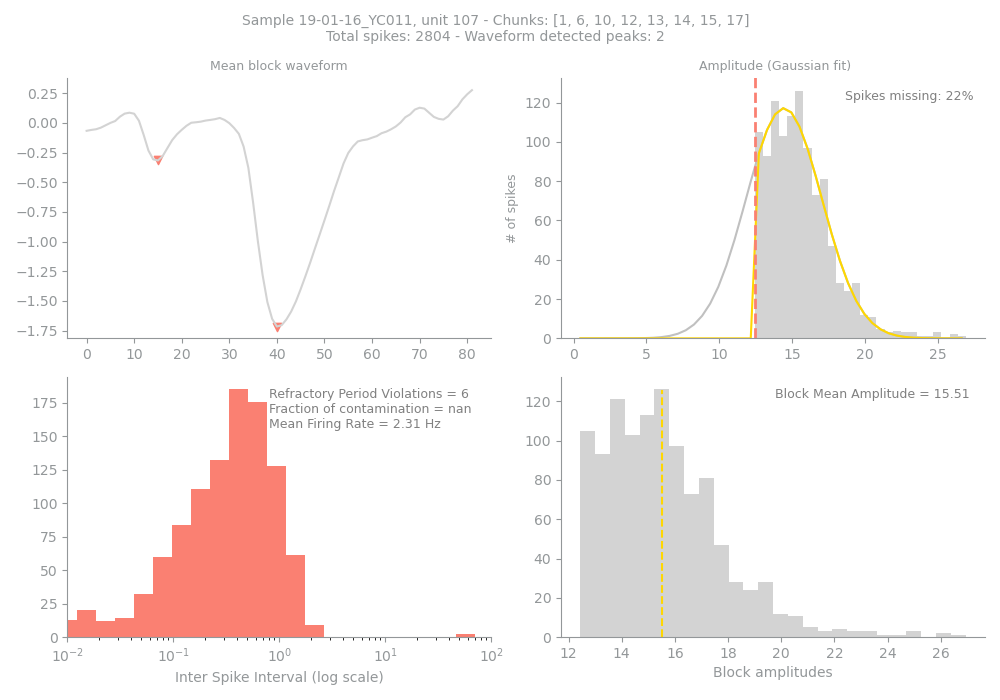 Sample 19-01-16_YC011, unit 107 - Chunks: [1, 6, 10, 12, 13, 14, 15, 17]
Total spikes: 2804 - Waveform detected peaks: 2
Mean block waveform
0.25
0.00
−0.25
−0.50
−0.75
−1.00
−1.25
−1.50
−1.75
0 10 20 30 40 50 60 70 80
Amplitude (Gaussian fit)
Spikes missing: 22%
# of spikes
120
100
80
60
40
20
0
0 5 10 15 20 25
Refractory Period Violations = 6
Fraction of contamination = nan
Mean Firing Rate = 2.31 Hz
175
150
125
100
75
50
25
0
10⁻² 10⁻¹ 10⁰ 10¹ 10²
Inter Spike Interval (log scale)
Block Mean Amplitude = 15.51
120
100
80
60
40
20
0
12 14 16 18 20 22 24 26
Block amplitudes